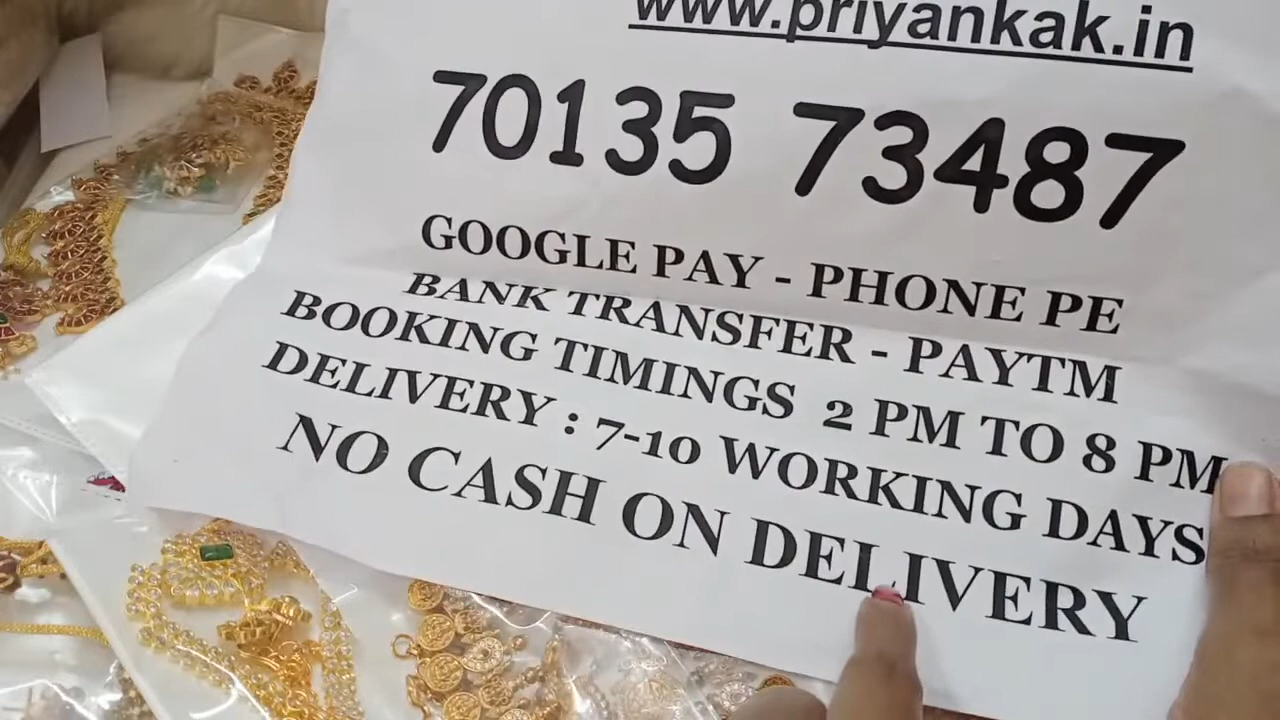 www.priyankak.in
70135 73487
GOOGLE PAY - PHONE PE
BANK TRANSFER - PAYTM
BOOKING TIMINGS 2 PM TO 8 PM
DELIVERY : 7-10 WORKING DAYS
NO CASH ON DELIVERY